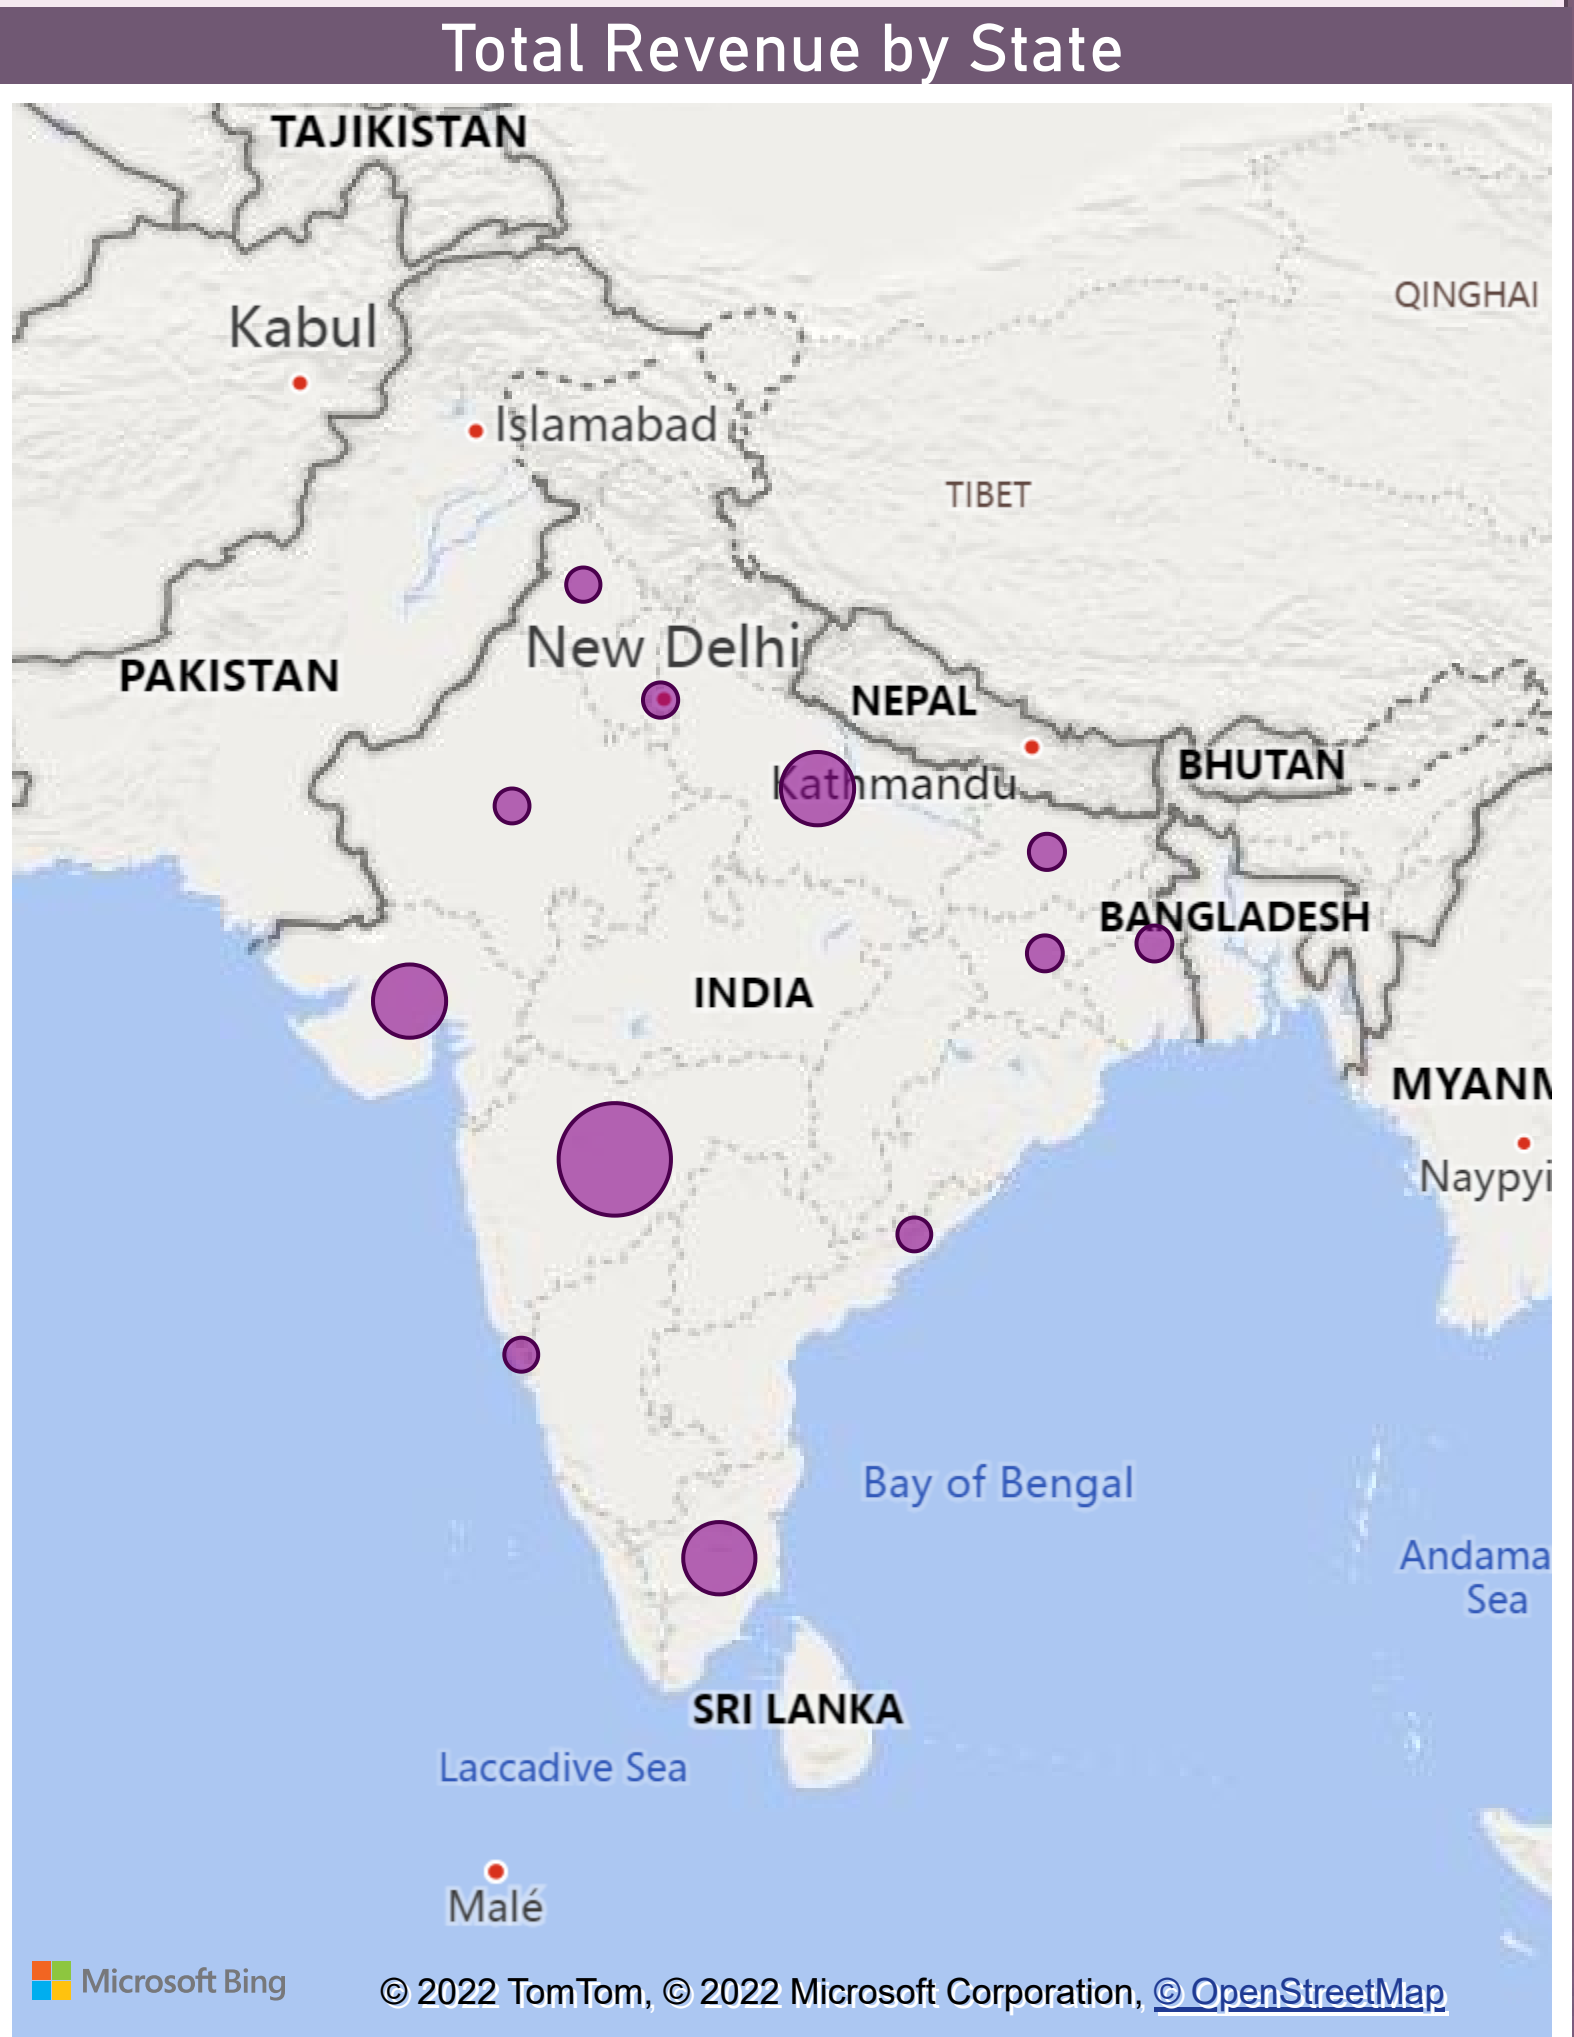 Total Revenue by State
TAJIKISTAN
QINGHAI
Kabul
Islamabad
TIBET
New Delhi
PAKISTAN
NEPAL
BHUTAN
Kathmandu
BANGLADESH
INDIA
MYANM
Naypyi
Bay of Bengal
Andama
Sea
SRI LANKA
Laccadive Sea
Malé
Microsoft Bing
© 2022 TomTom, © 2022 Microsoft Corporation, © OpenStreetMap